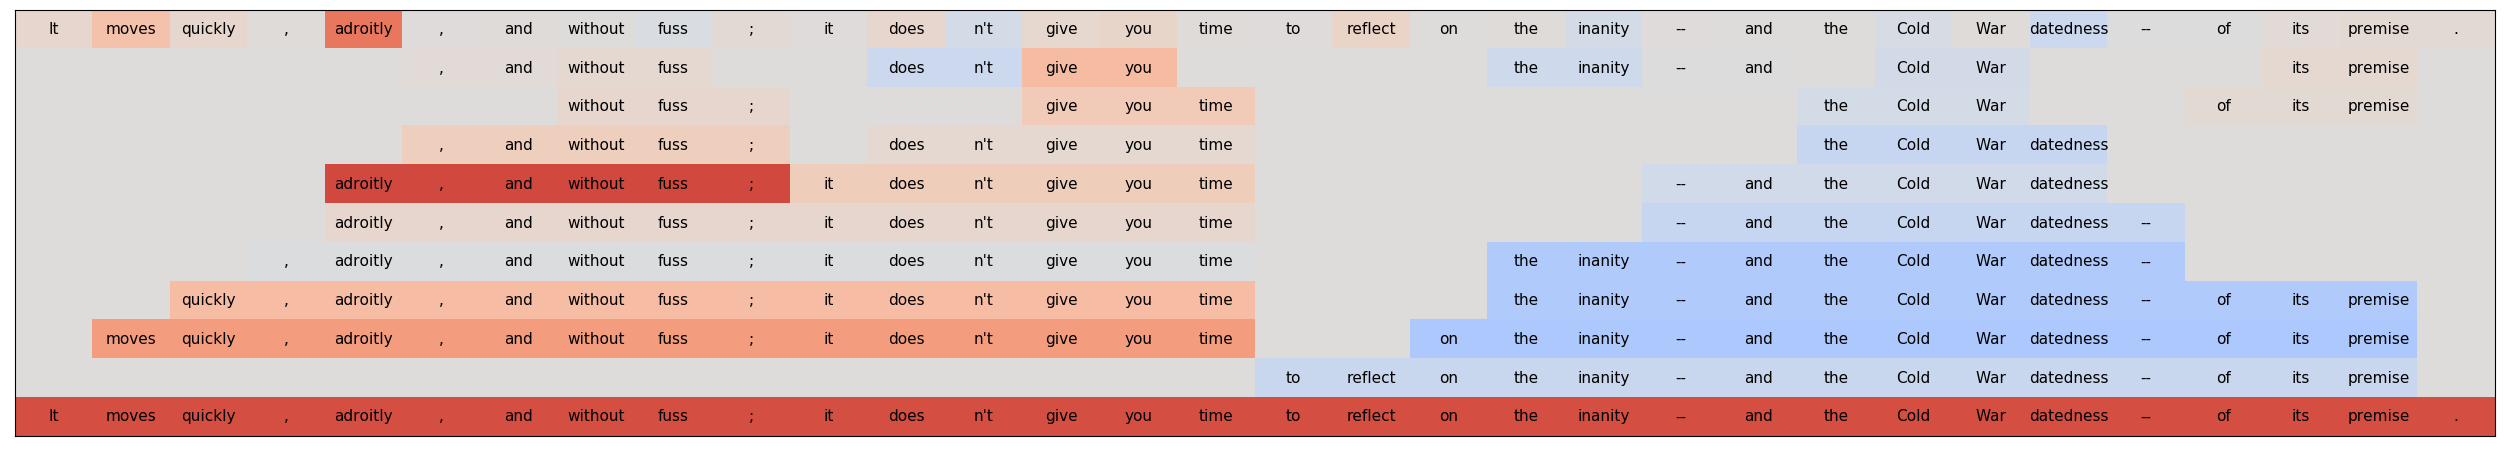 It moves quickly , adroitly , and without fuss ; it does n't give you time to reflect on the inanity -- and the Cold War datedness -- of its premise .
, and without fuss does n't give you the inanity -- and Cold War its premise
without fuss ; give you time the Cold War of its premise
, and without fuss ; does n't give you time the Cold War datedness
adroitly , and without fuss ; it does n't give you time -- and the Cold War datedness
adroitly , and without fuss ; it does n't give you time -- and the Cold War datedness --
, adroitly , and without fuss ; it does n't give you time the inanity -- and the Cold War datedness --
quickly , adroitly , and without fuss ; it does n't give you time the inanity -- and the Cold War datedness -- of its premise
moves quickly , adroitly , and without fuss ; it does n't give you time on the inanity -- and the Cold War datedness -- of its premise
to reflect on the inanity -- and the Cold War datedness -- of its premise
It moves quickly , adroitly , and without fuss ; it does n't give you time to reflect on the inanity -- and the Cold War datedness -- of its premise .